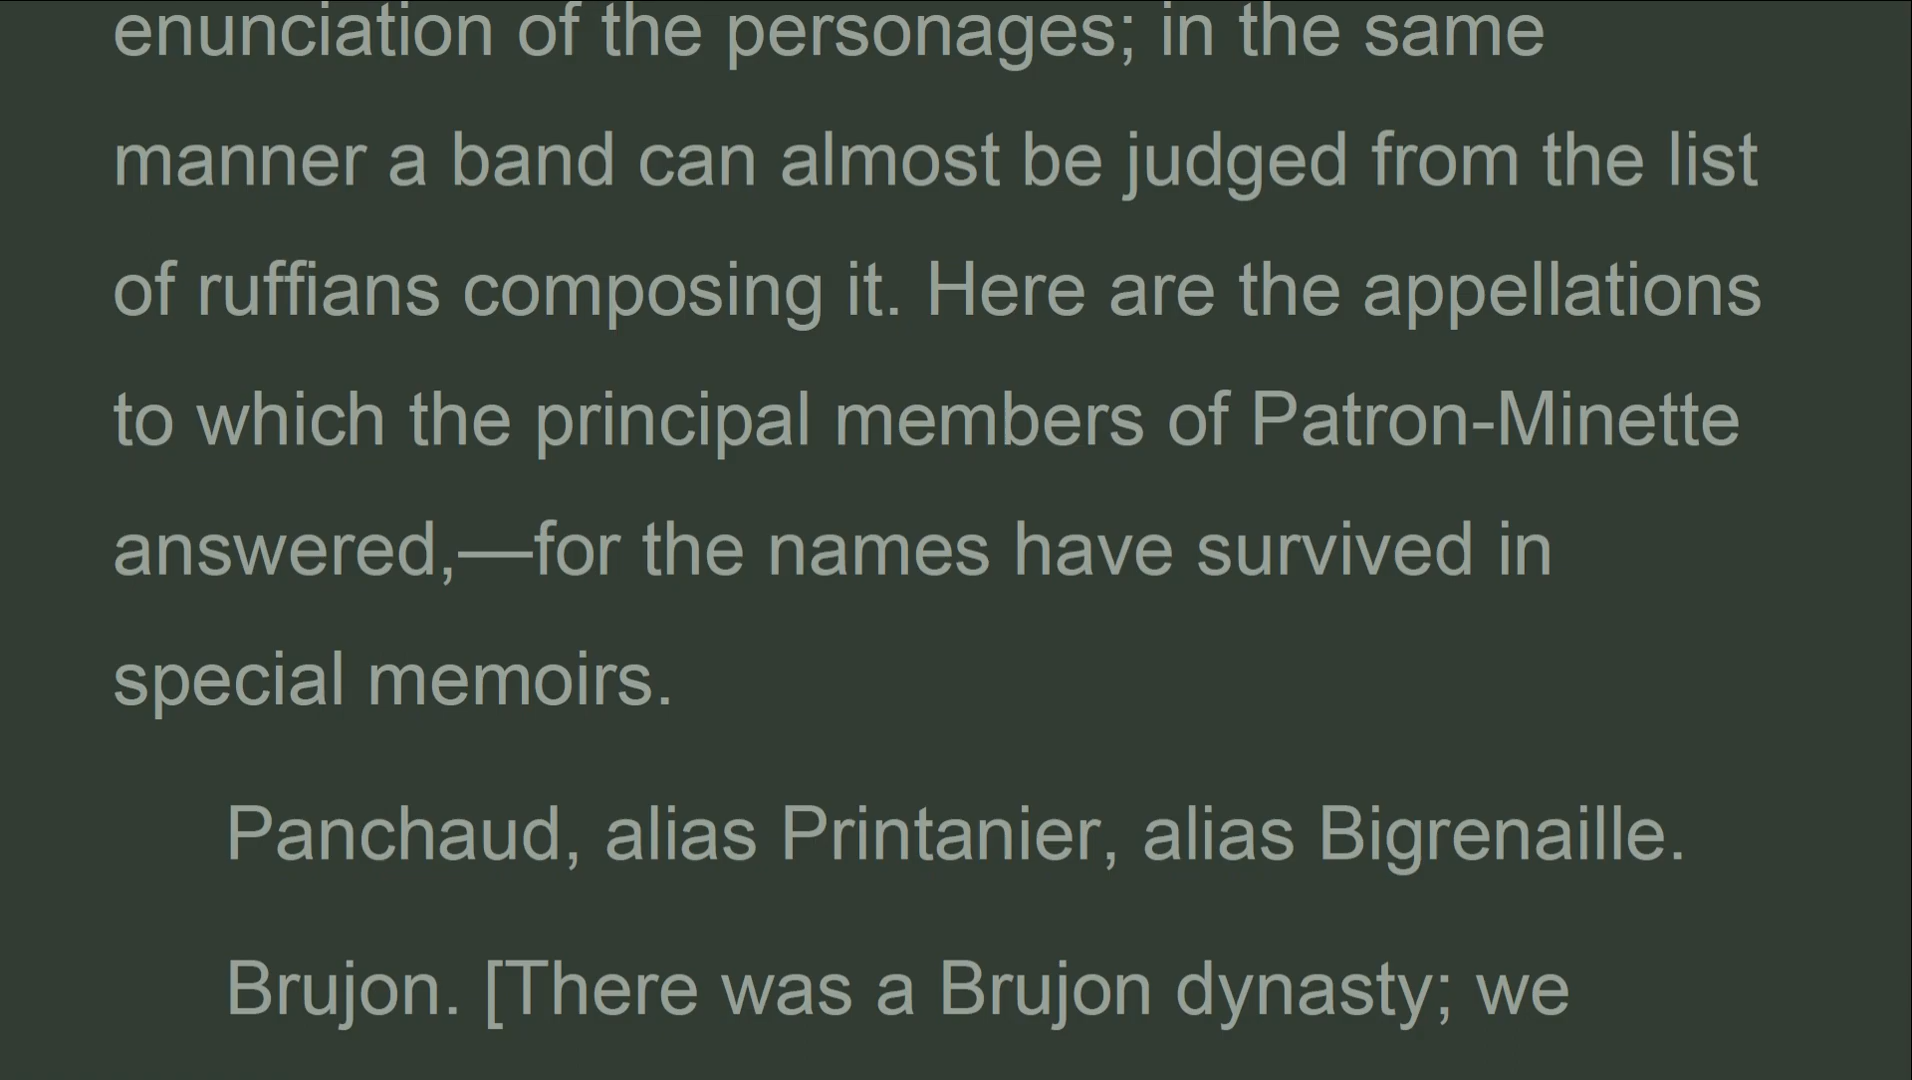 enunciation of the personages; in the same
manner a band can almost be judged from the list
of ruffians composing it. Here are the appellations
to which the principal members of Patron-Minette
answered,—for the names have survived in
special memoirs.
Panchaud, alias Printanier, alias Bigrenaille.
Brujon. [There was a Brujon dynasty; we